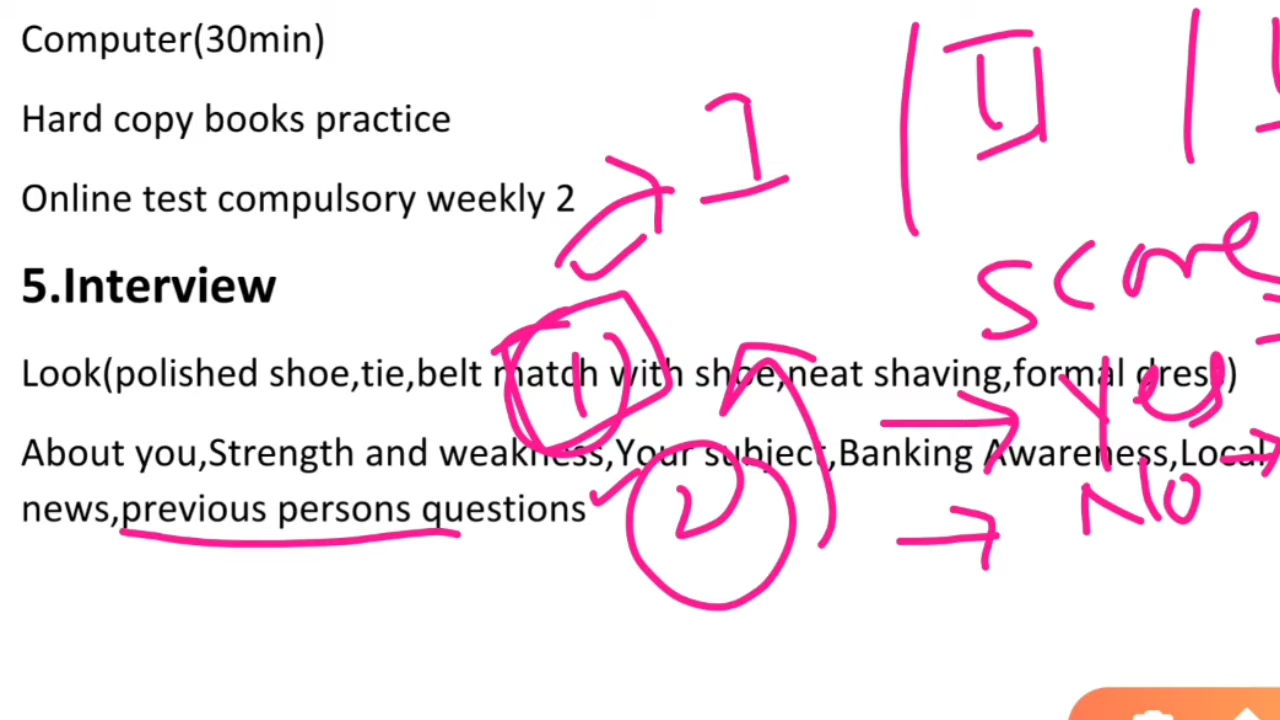 Computer(30min)
Hard copy books practice
I
II
Online test compulsory weekly 2
5.Interview
Score
Look(polished shoe,tie,belt match with shoe,neat shaving,formal dress)
1
Yes
About you,Strength and weakness,Your subject,Banking Awareness,Local
news,previous persons questions
2
No